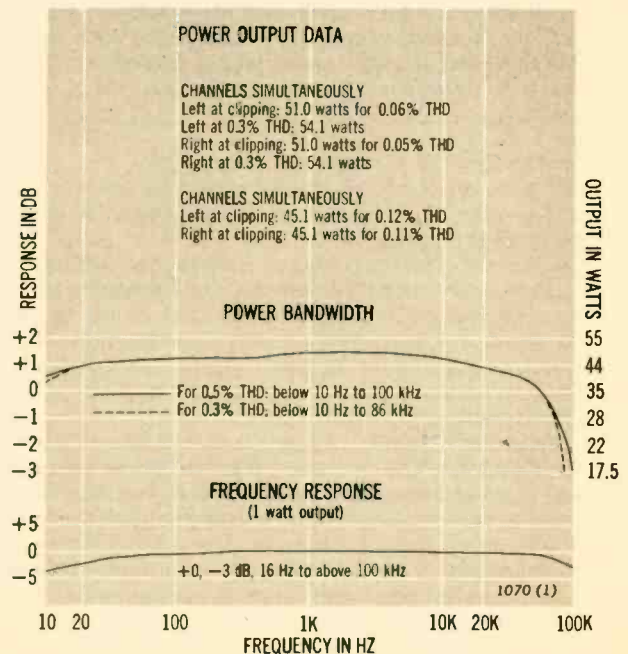 POWER OUTPUT DATA
CHANNELS SIMULTANEOUSLY
Left at clipping: 51.0 watts for 0.06% THD
Left at 0.3% THD: 54.1 watts
Right at clipping: 51.0 watts for 0.05% THD
Right at 0.3% THD: 54.1 watts
CHANNELS SIMULTANEOUSLY
Left at clipping: 45.1 watts for 0.12% THD
Right at clipping: 45.1 watts for 0.11% THD
RESPONSE IN DB
OUTPUT IN WATTS
POWER BANDWIDTH
+2 55
+1 44
0 35
−1 28
−2 22
−3 17.5
For 0.5% THD: below 10 Hz to 100 kHz
For 0.3% THD: below 10 Hz to 86 kHz
FREQUENCY RESPONSE
(1 watt output)
+5
0
−5
+0, −3 dB, 16 Hz to above 100 kHz
1070 (1)
10 20 100 1K 10K 20K 100K
FREQUENCY IN HZ